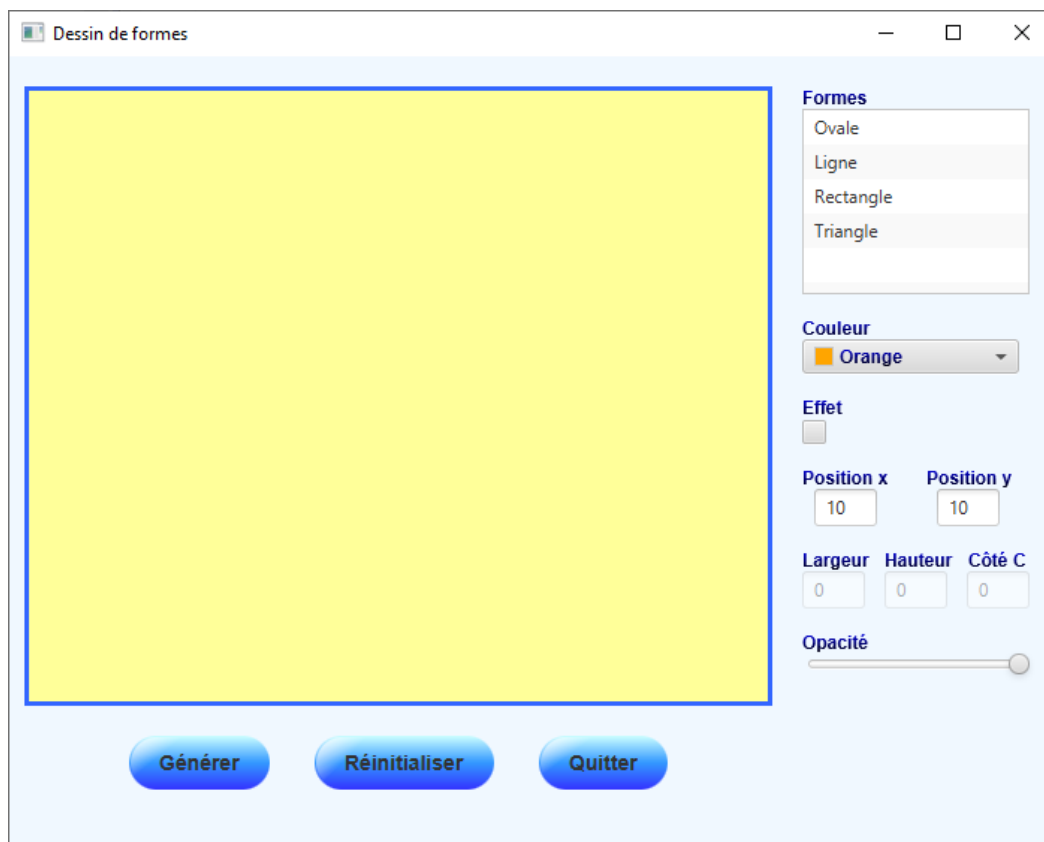 Dessin de formes
Formes
Ovale
Ligne
Rectangle
Triangle
Couleur
Orange
Effet
Position x Position y
10 10
Largeur Hauteur Côté C
0 0 0
Opacité
Générer Réinitialiser Quitter